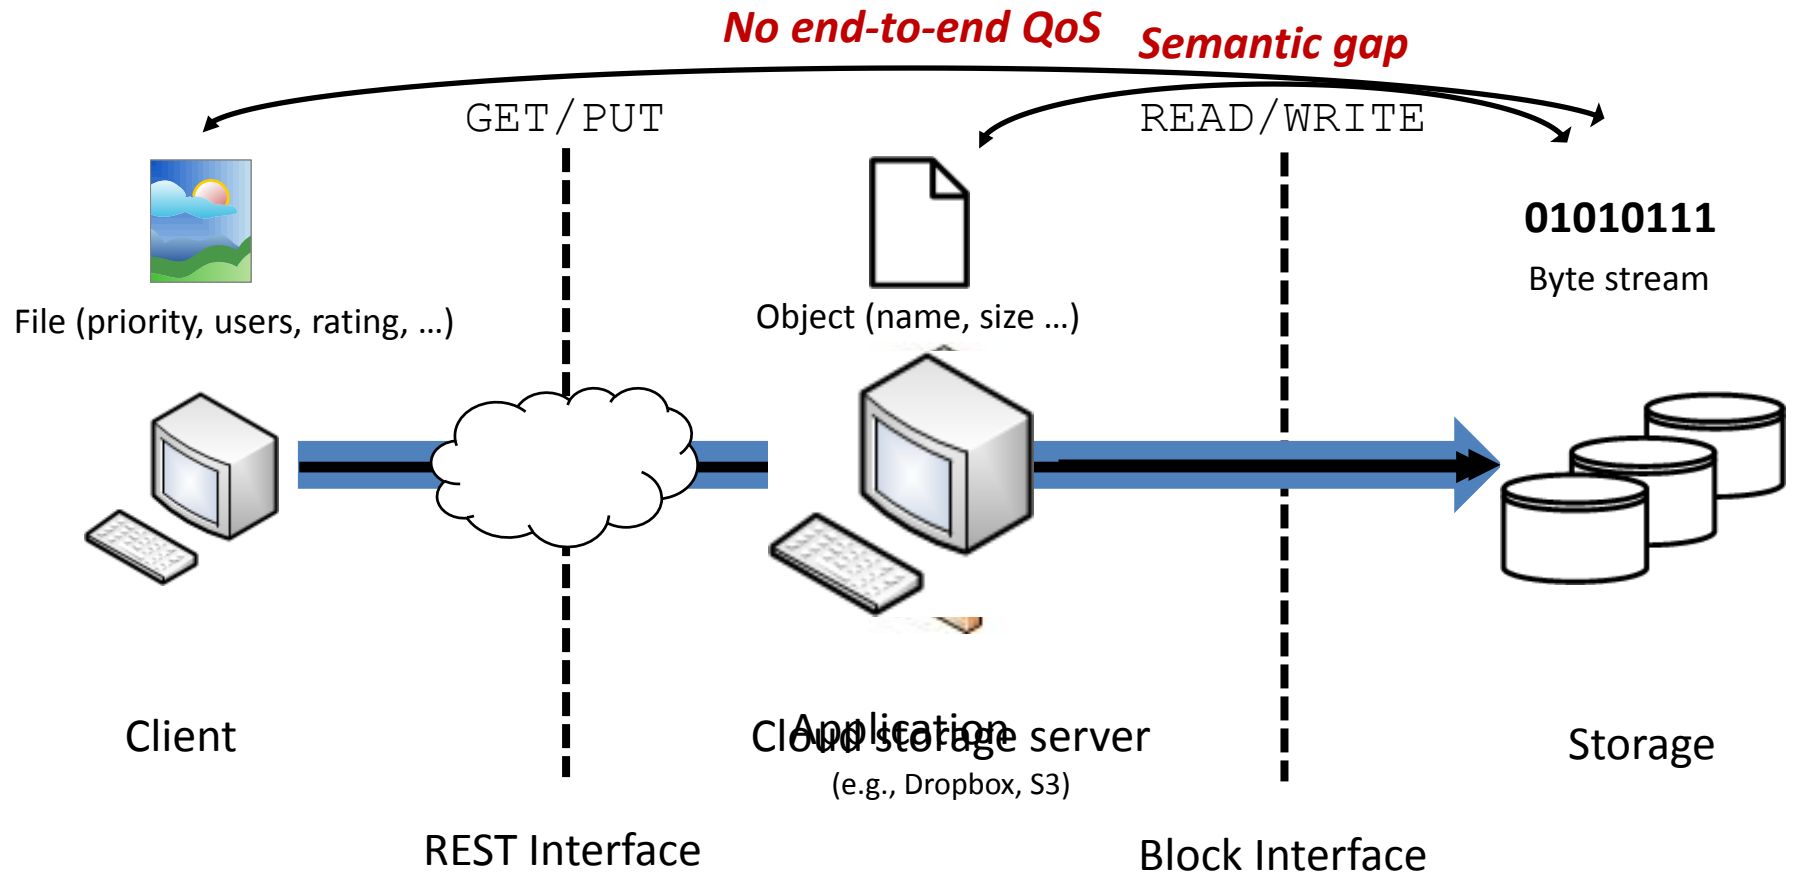 No end-to-end QoS
Semantic gap
GET/PUT
READ/WRITE
01010111
Byte stream
File (priority, users, rating, …)
Object (name, size …)
Client
Application
Cloud storage server
(e.g., Dropbox, S3)
Storage
REST Interface
Block Interface